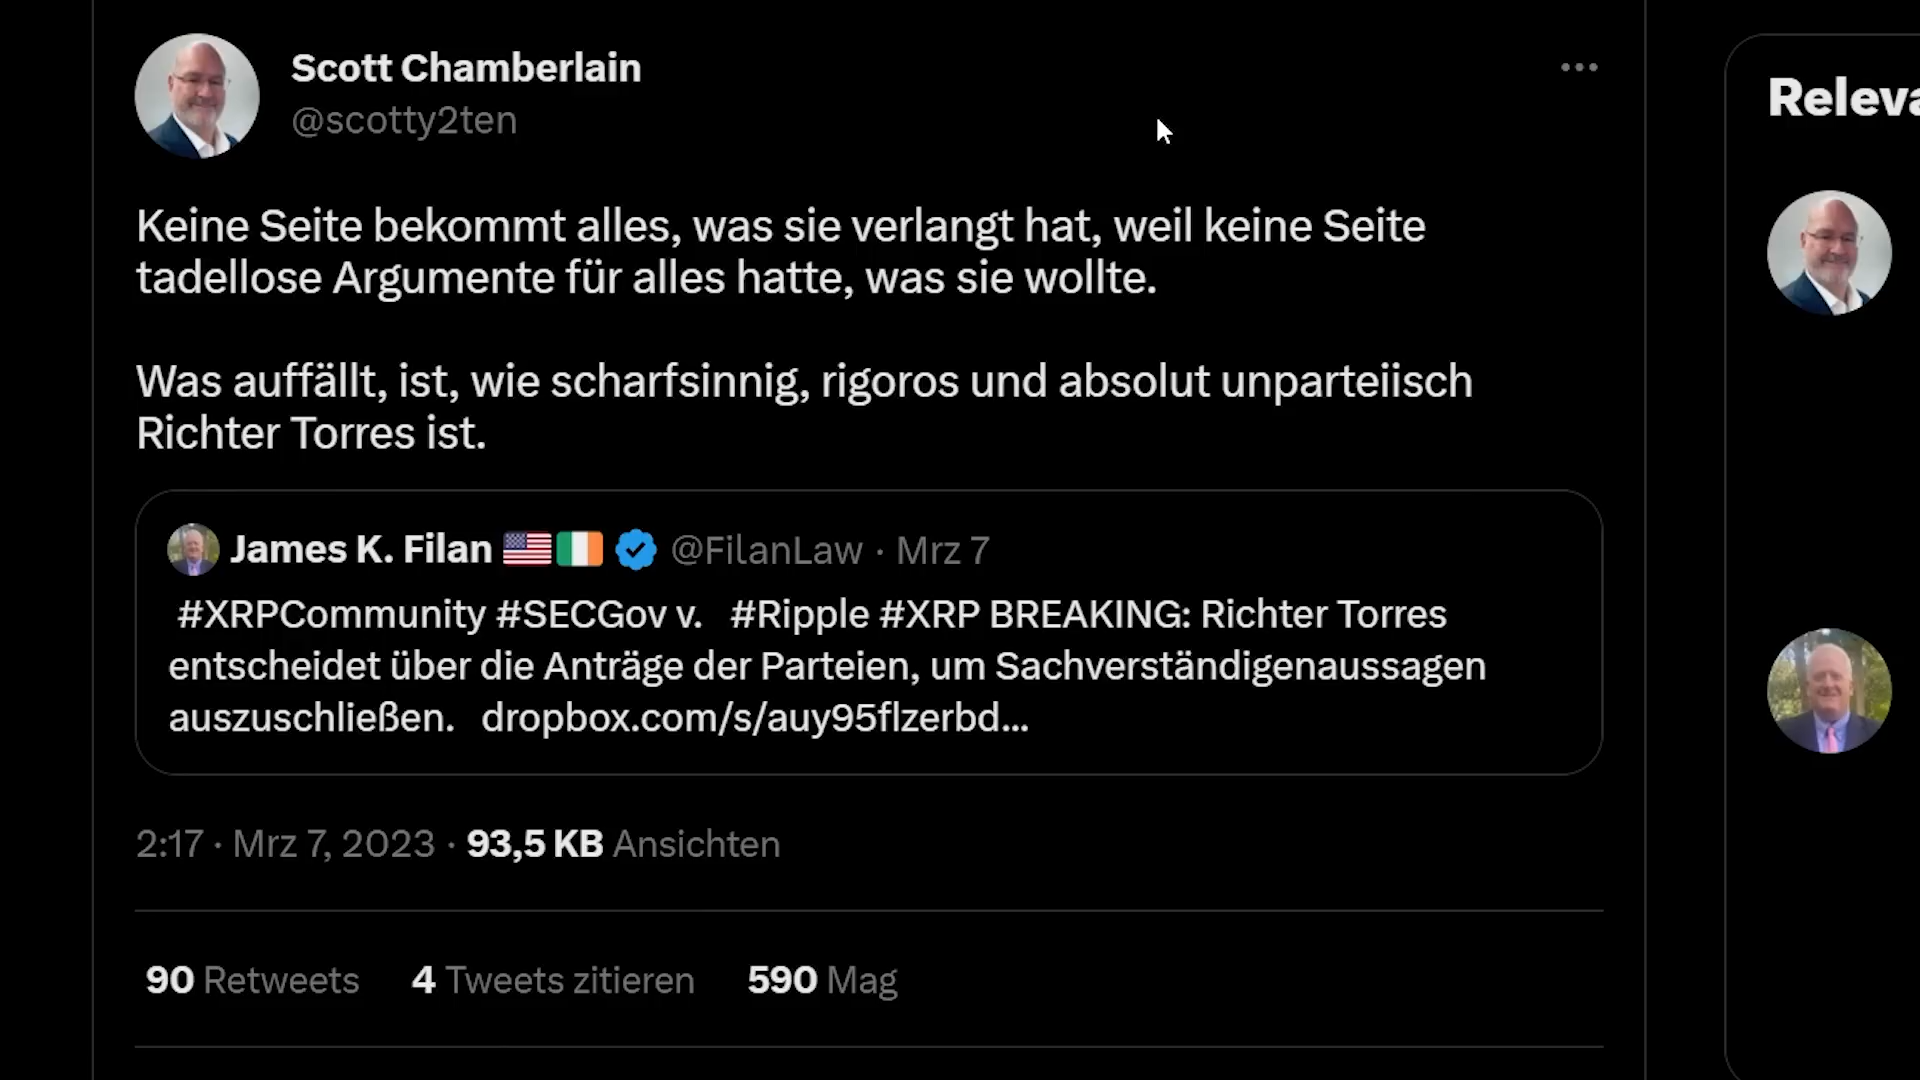 Scott Chamberlain
@scotty2ten
Keine Seite bekommt alles, was sie verlangt hat, weil keine Seite
tadellose Argumente für alles hatte, was sie wollte.
Was auffällt, ist, wie scharfsinnig, rigoros und absolut unparteiisch
Richter Torres ist.
James K. Filan @FilanLaw · Mrz 7
#XRPCommunity #SECGov v. #Ripple #XRP BREAKING: Richter Torres
entscheidet über die Anträge der Parteien, um Sachverständigenaussagen
auszuschließen. dropbox.com/s/auy95flzerbd...
2:17 · Mrz 7, 2023 · 93,5 KB Ansichten
90 Retweets 4 Tweets zitieren 590 Mag
Releva